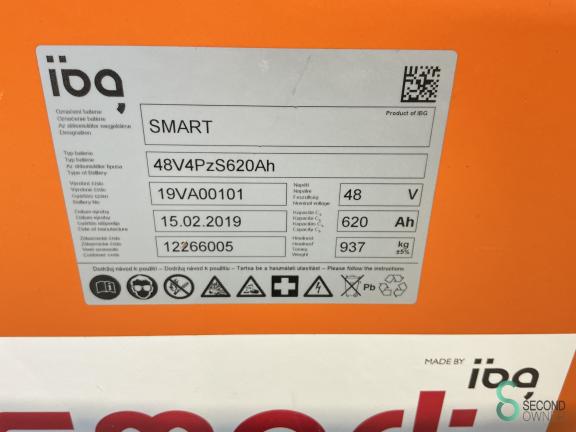 ibg
Product of IBG
Označení baterie
Označenie batérie
Az akkumulátor megjelölése
Designation
SMART
Typ baterie
Typ batérie
Az akkumulátor típusa
Type of Battery
48V4PzS620Ah
Výrobní číslo
Výrobné číslo
Gyártási szám
Battery No
19VA00101
Napětí
Napätie
Feszültség
Nominal voltage
48 V
Datum výroby
Dátum výroby
Gyártás időpontja
Date of manufacture
15.02.2019
Kapacita C5
Kapacita C5
Kapacitás C5
Capacity C5
620 Ah
Zákaznické číslo
Zákaznícke číslo
Vevő azonosító
Customer code
12266005
Hmotnost
Hmotnosť
Tömeg
Weight
937 kg
±5%
Dodržuj návod k použití – Dodržuj návod k použitiu – Tartsa be a használati utasítást – Please follow the instructions
Pb
MADE BY ibg
SECOND
OWNER